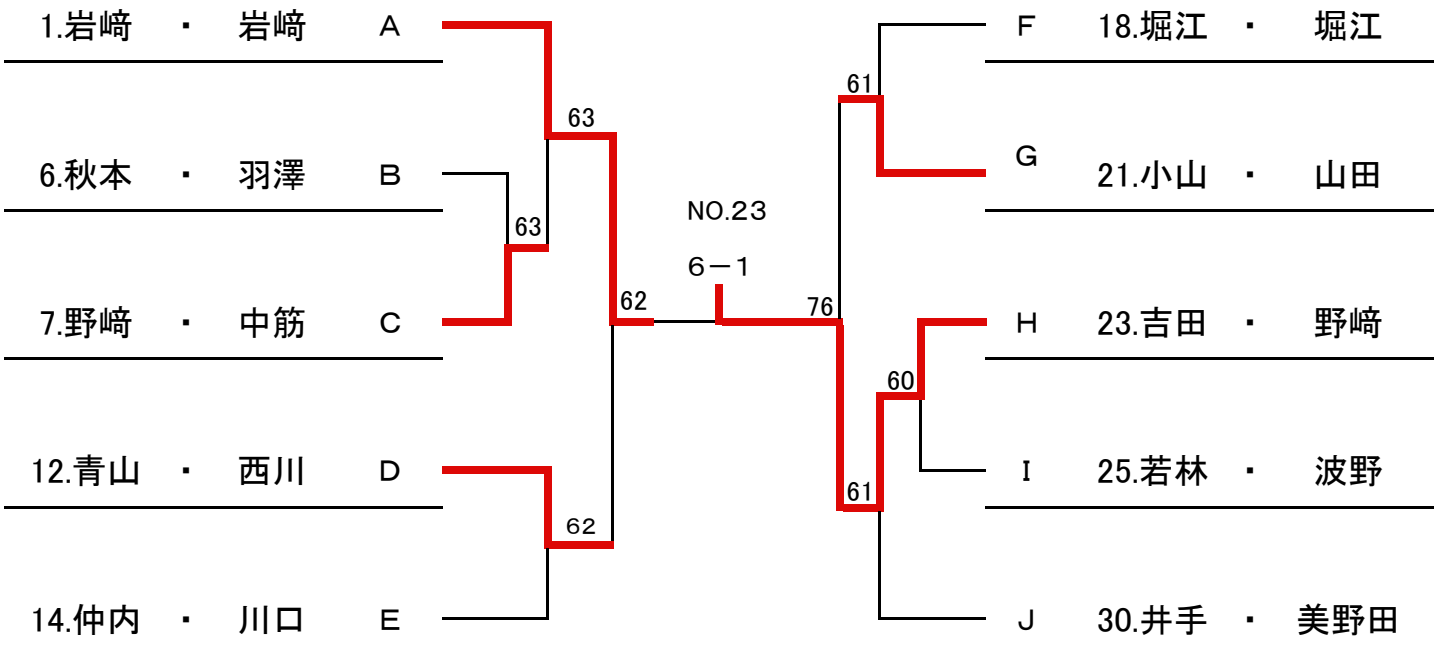 1.岩﨑 ・ 岩﨑 A
6.秋本 ・ 羽澤 B
7.野﨑 ・ 中筋 C
12.青山 ・ 西川 D
14.仲内 ・ 川口 E
63
63
62
62
NO.23
6－1
76
61
60
61
F 18.堀江 ・ 堀江
G 21.小山 ・ 山田
H 23.吉田 ・ 野﨑
I 25.若林 ・ 波野
J 30.井手 ・ 美野田